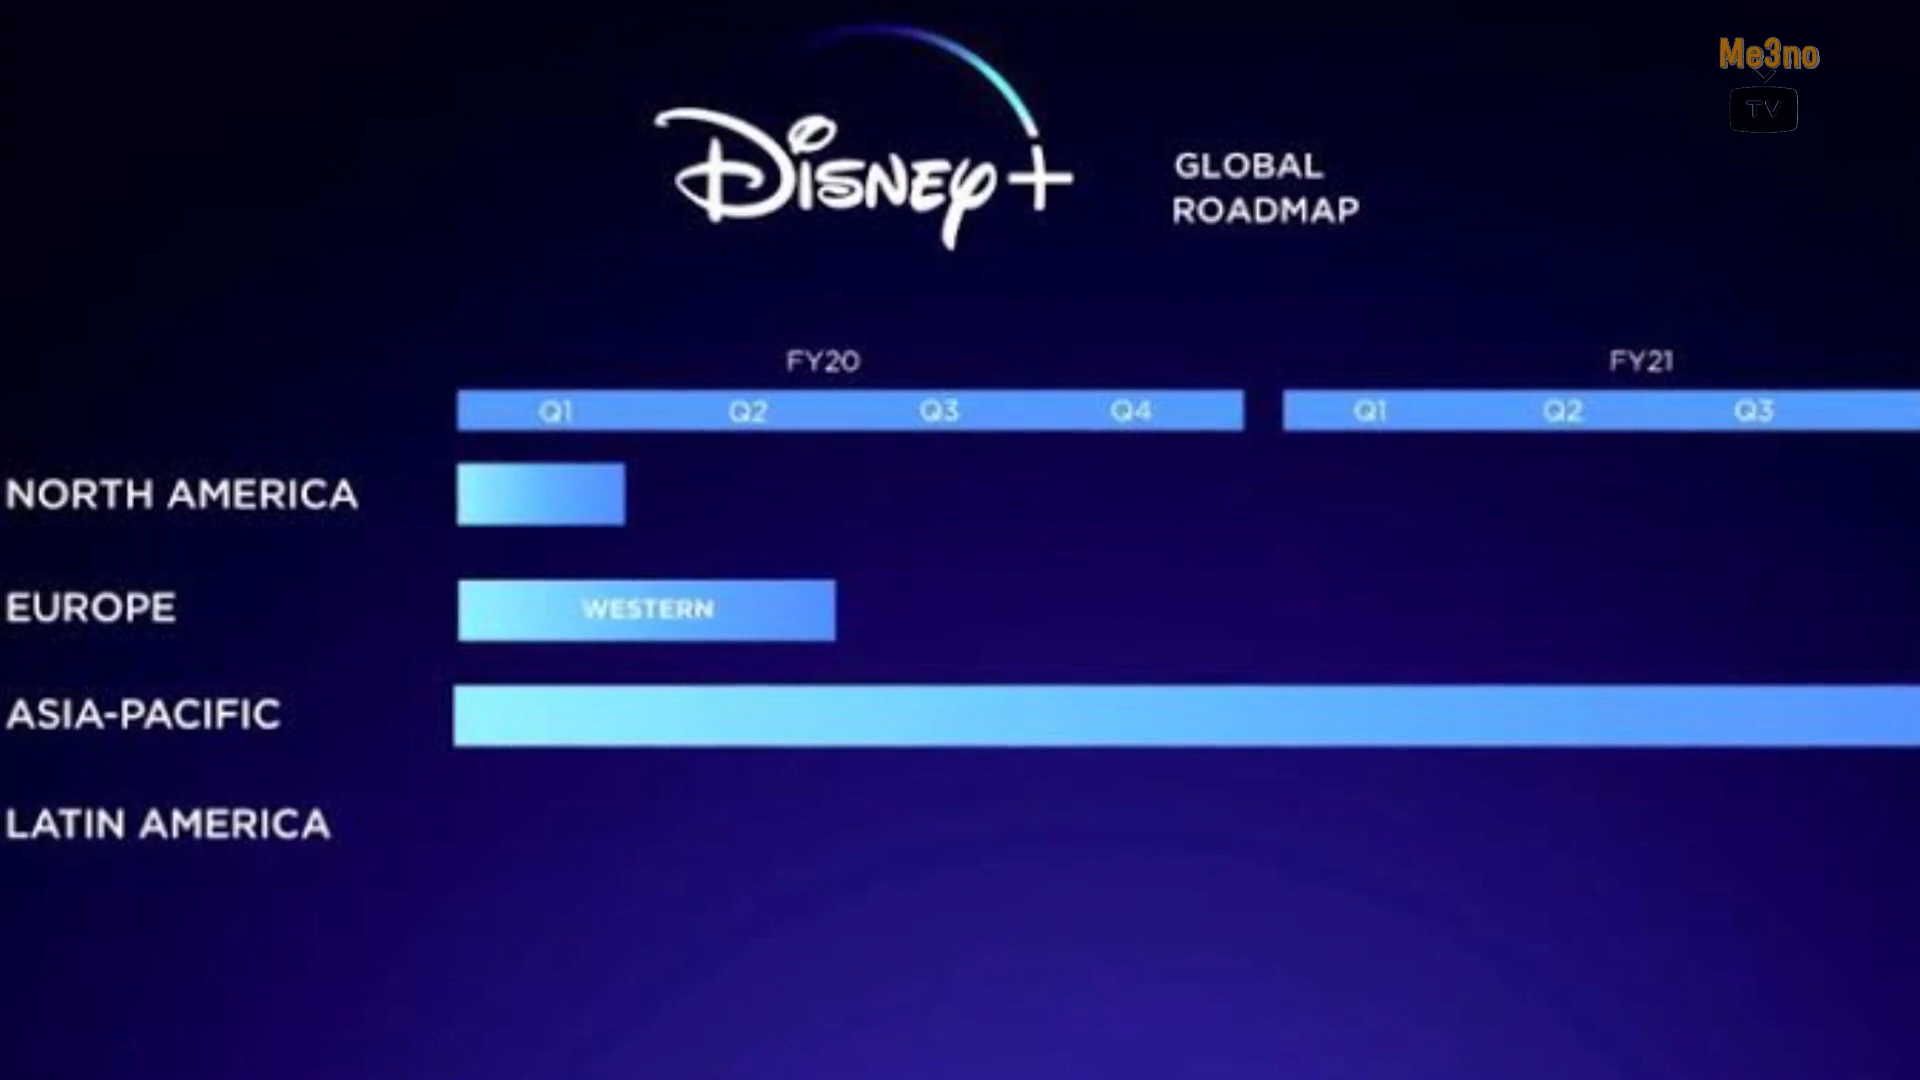 Me3no
TV
Disney+
GLOBAL
ROADMAP
FY20
FY21
Q1 Q2 Q3 Q4 Q1 Q2 Q3
NORTH AMERICA
EUROPE
WESTERN
ASIA-PACIFIC
LATIN AMERICA